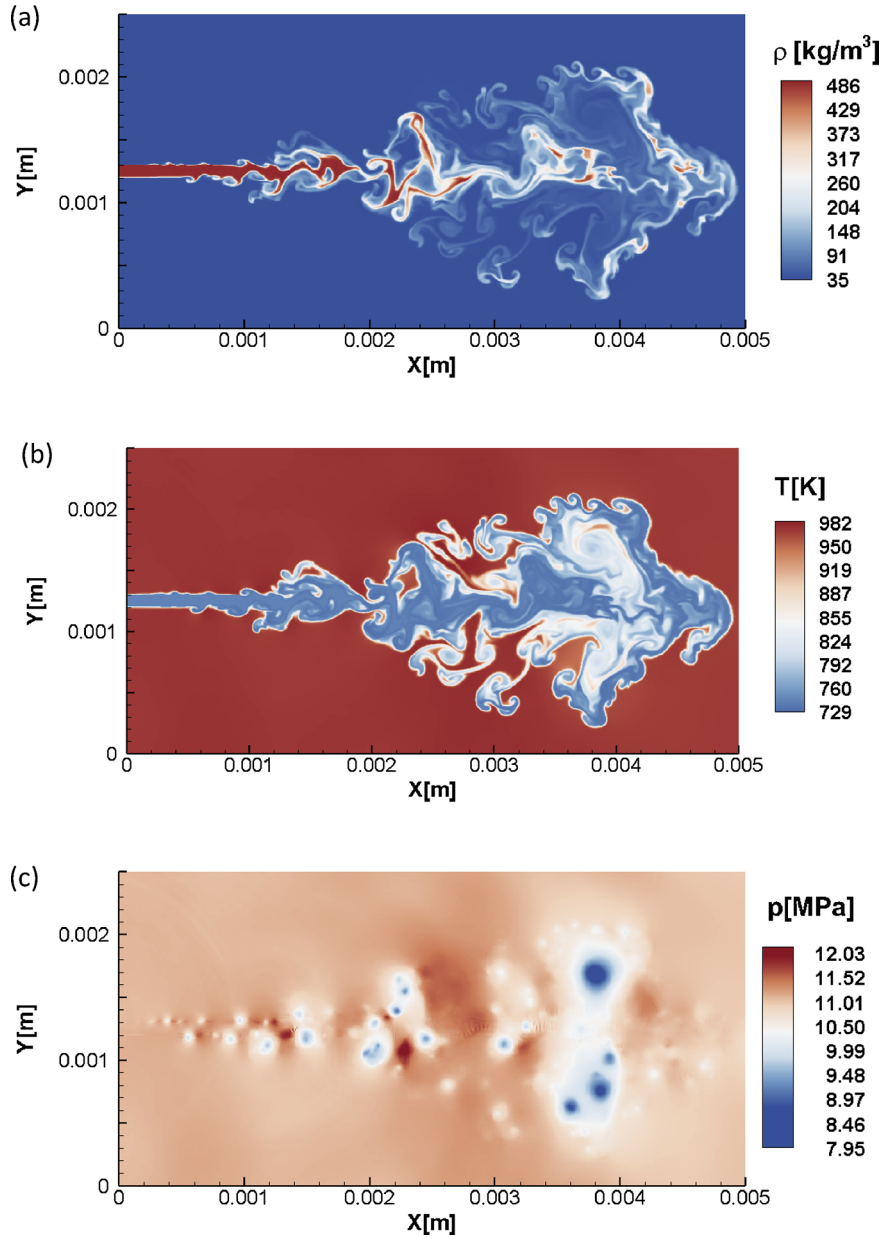 (a)
ρ [kg/m³]
486
429
373
317
260
204
148
91
35
Y[m]
0.002
0.001
0
0 0.001 0.002 0.003 0.004 0.005
X[m]
(b)
T[K]
982
950
919
887
855
824
792
760
729
Y[m]
0.002
0.001
0
0 0.001 0.002 0.003 0.004 0.005
X[m]
(c)
p[MPa]
12.03
11.52
11.01
10.50
9.99
9.48
8.97
8.46
7.95
Y[m]
0.002
0.001
0
0 0.001 0.002 0.003 0.004 0.005
X[m]